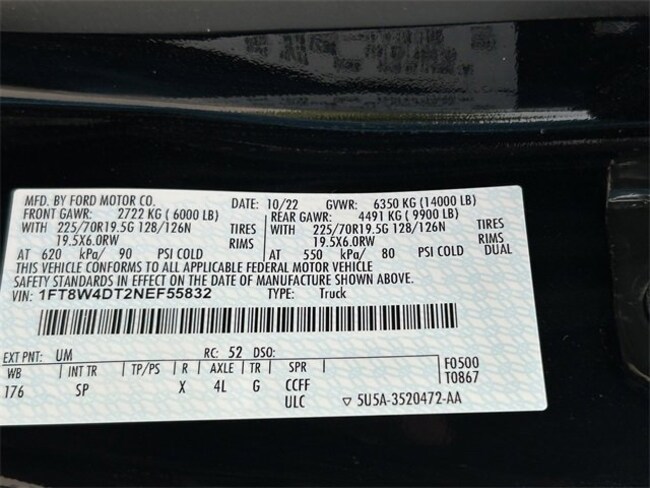 MFD. BY FORD MOTOR CO. DATE: 10/22 GVWR: 6350 KG (14000 LB)
FRONT GAWR: 2722 KG (6000 LB) REAR GAWR: 4491 KG (9900 LB)
WITH 225/70R19.5G 128/126N TIRES WITH 225/70R19.5G 128/126N TIRES
19.5X6.0RW RIMS 19.5X6.0RW RIMS
AT 620 kPa/ 90 PSI COLD AT 550 kPa/ 80 PSI COLD DUAL
THIS VEHICLE CONFORMS TO ALL APPLICABLE FEDERAL MOTOR VEHICLE
SAFETY STANDARDS IN EFFECT ON THE DATE OF MANUFACTURE SHOWN ABOVE.
VIN: 1FT8W4DT2NEF55832 TYPE: Truck
EXT PNT: UM RC: 52 DSO:
WB INT TR TP/PS R AXLE TR SPR F0500
176 SP X 4L G CCFF T0867
ULC ▽ 5U5A-3520472-AA